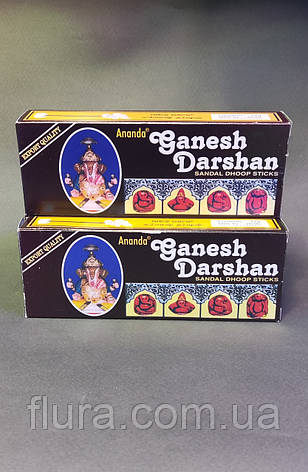 EXPORT QUALITY
Ananda®
Ganesh
Darshan
SANDAL DHOOP STICKS
EXPORT QUALITY
Ananda®
Ganesh
Darshan
SANDAL DHOOP STICKS
https://flura.com.ua